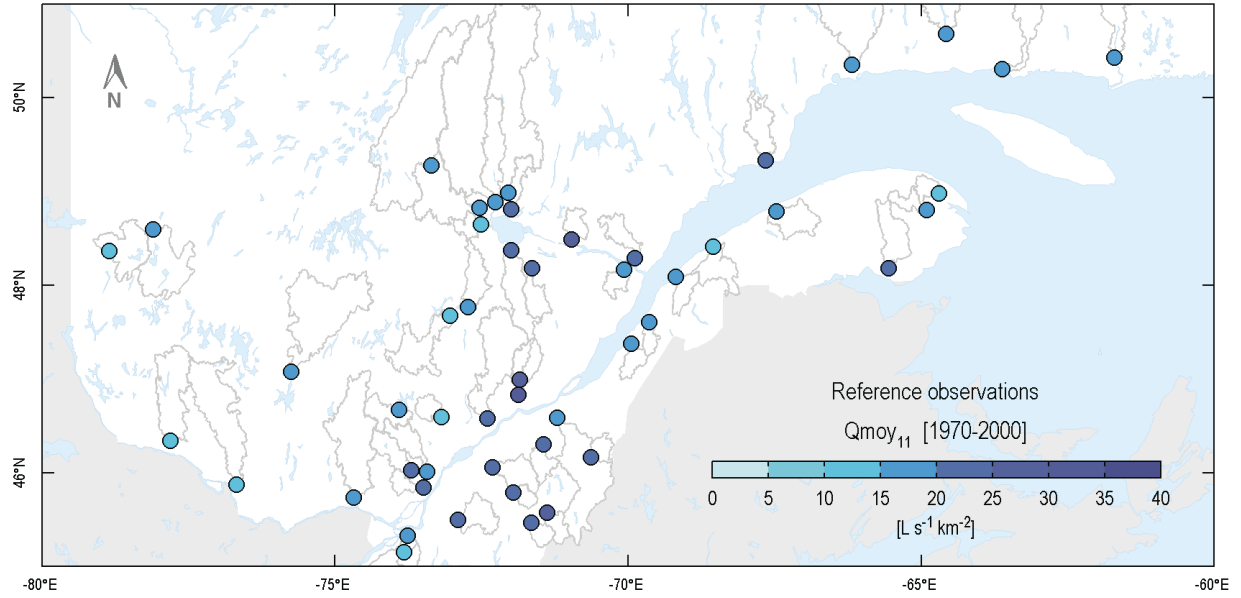 N
50°N
48°N
46°N
Reference observations
Qmoy₁₁ [1970-2000]
0 5 10 15 20 25 30 35 40
[L s⁻¹ km⁻²]
-80°E -75°E -70°E -65°E -60°E